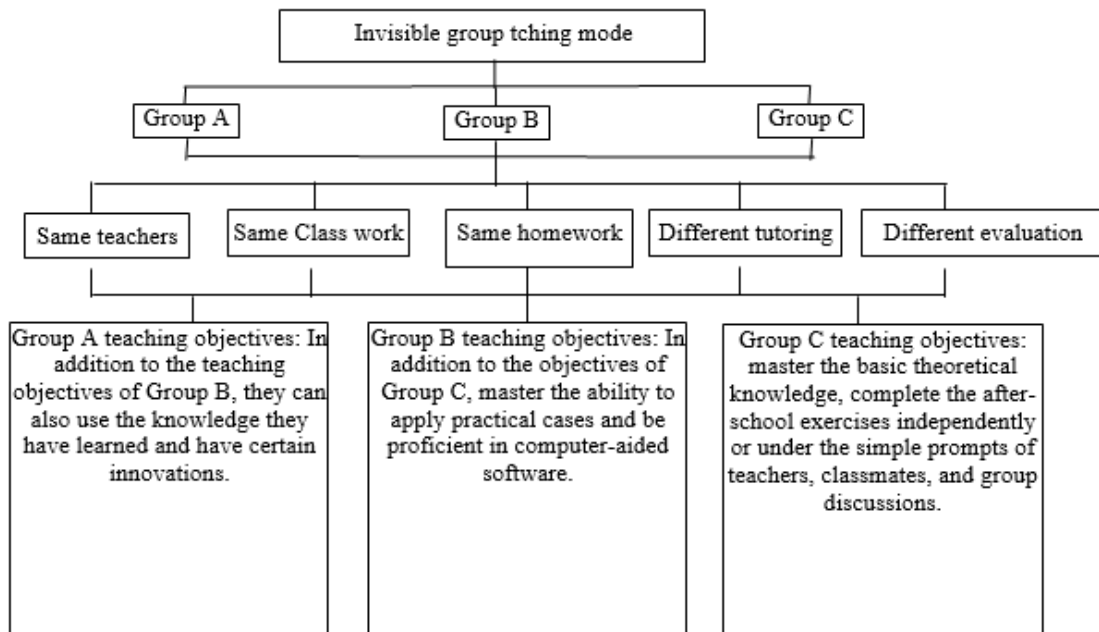 Invisible group tching mode
Group A
Group B
Group C
Same teachers
Same Class work
Same homework
Different tutoring
Different evaluation
Group A teaching objectives: In
addition to the teaching
objectives of Group B, they can
also use the knowledge they
have learned and have certain
innovations.
Group B teaching objectives: In
addition to the objectives of
Group C, master the ability to
apply practical cases and be
proficient in computer-aided
software.
Group C teaching objectives:
master the basic theoretical
knowledge, complete the after-
school exercises independently
or under the simple prompts of
teachers, classmates, and group
discussions.